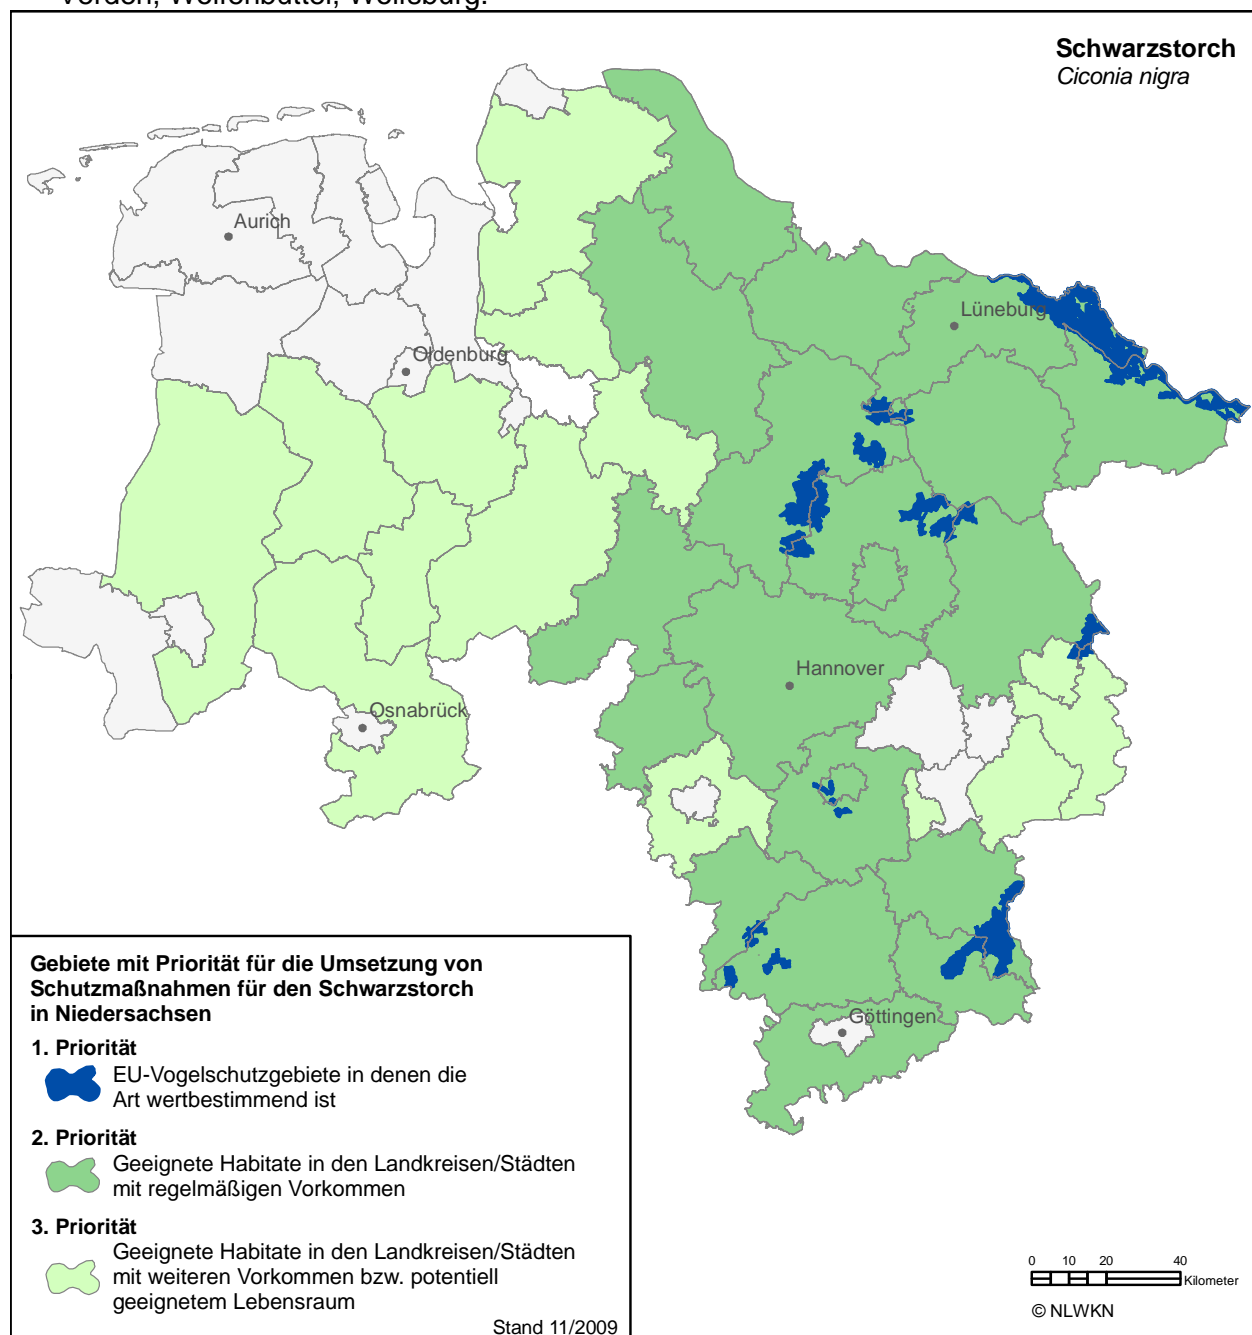 Verden, Wolfenbüttel, Wolfsburg.
Schwarzstorch
Ciconia nigra
Aurich
Lüneburg
Oldenburg
Hannover
Osnabrück
Göttingen
Gebiete mit Priorität für die Umsetzung von
Schutzmaßnahmen für den Schwarzstorch
in Niedersachsen
1. Priorität
EU-Vogelschutzgebiete in denen die
Art wertbestimmend ist
2. Priorität
Geeignete Habitate in den Landkreisen/Städten
mit regelmäßigen Vorkommen
3. Priorität
Geeignete Habitate in den Landkreisen/Städten
mit weiteren Vorkommen bzw. potentiell
geeignetem Lebensraum
Stand 11/2009
0 10 20 40
Kilometer
© NLWKN